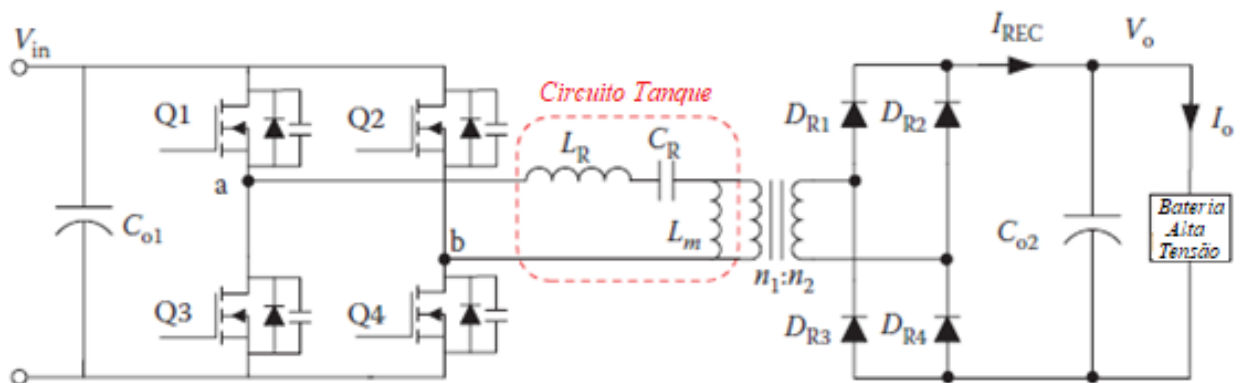 V_in
Q1
Q2
Circuito Tanque
L_R
C_R
D_R1
D_R2
I_REC
V_o
I_o
a
b
C_o1
L_m
n_1:n_2
C_o2
Bateria
Alta
Tensão
Q3
Q4
D_R3
D_R4